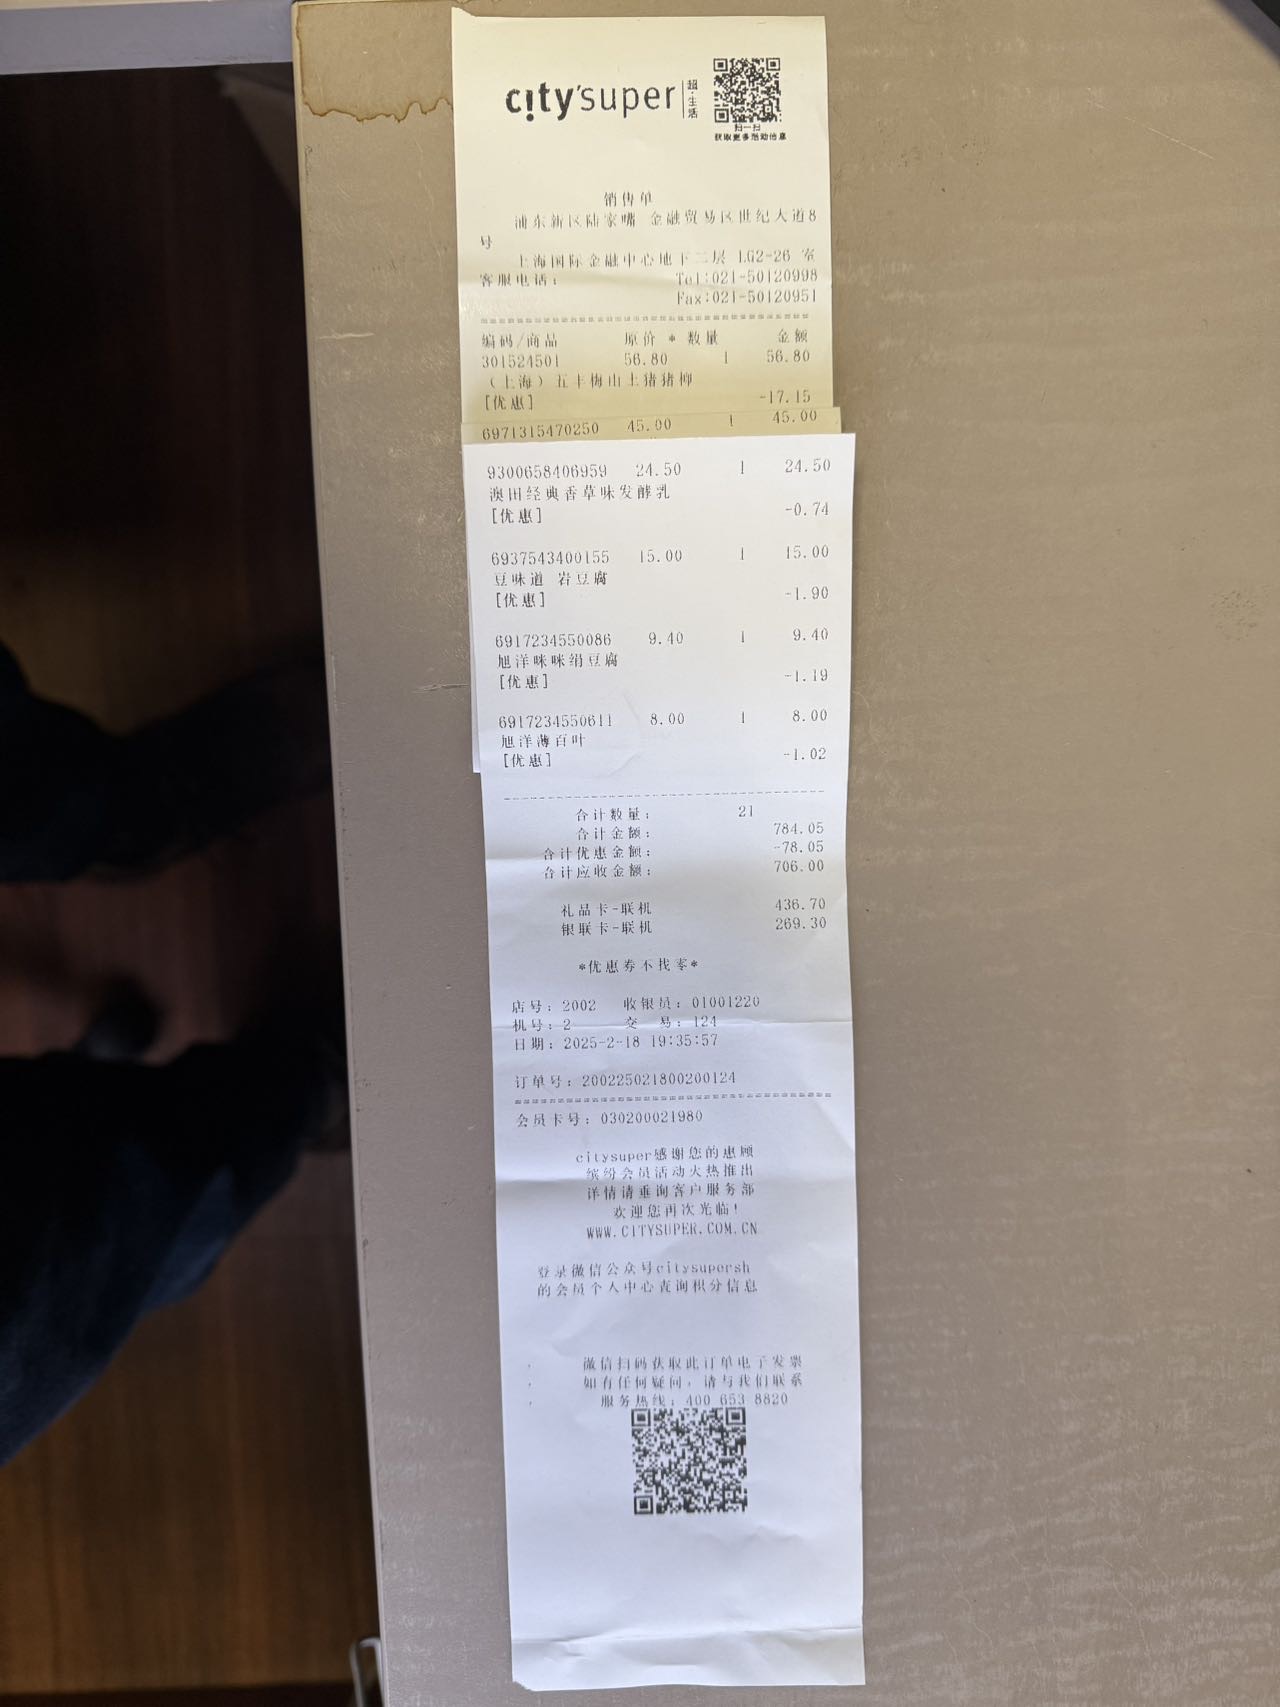 city'super 超·生活
扫一扫
获取更多活动信息
销售单
浦东新区陆家嘴 金融贸易区世纪大道8
号
上海国际金融中心地下二层 LG2-26 室
客服电话: Tel:021-50120998
Fax:021-50120951
编码/商品 原价 * 数量 金额
301524501 56.80 1 56.80
(上海)五丰梅山土猪猪柳
[优惠] -17.15
6971315470250 45.00 1 45.00
9300658406959 24.50 1 24.50
澳田经典香草味发酵乳
[优惠] -0.74
6937543400155 15.00 1 15.00
豆味道 岩豆腐
[优惠] -1.90
6917234550086 9.40 1 9.40
旭洋咪咪绢豆腐
[优惠] -1.19
6917234550611 8.00 1 8.00
旭洋薄百叶
[优惠] -1.02
合计数量: 21
合计金额: 784.05
合计优惠金额: -78.05
合计应收金额: 706.00
礼品卡-联机 436.70
银联卡-联机 269.30
*优惠券不找零*
店号: 2002 收银员: 01001220
机号: 2 交 易: 124
日期: 2025-2-18 19:35:57
订单号: 200225021800200124
会员卡号: 030200021980
citysuper感谢您的惠顾
缤纷会员活动火热推出
详情请垂询客户服务部
欢迎您再次光临!
WWW.CITYSUPER.COM.CN
登录微信公众号citysupersh
的会员个人中心查询积分信息
微信扫码获取此订单电子发票
如有任何疑问,请与我们联系
服务热线: 400 653 8820